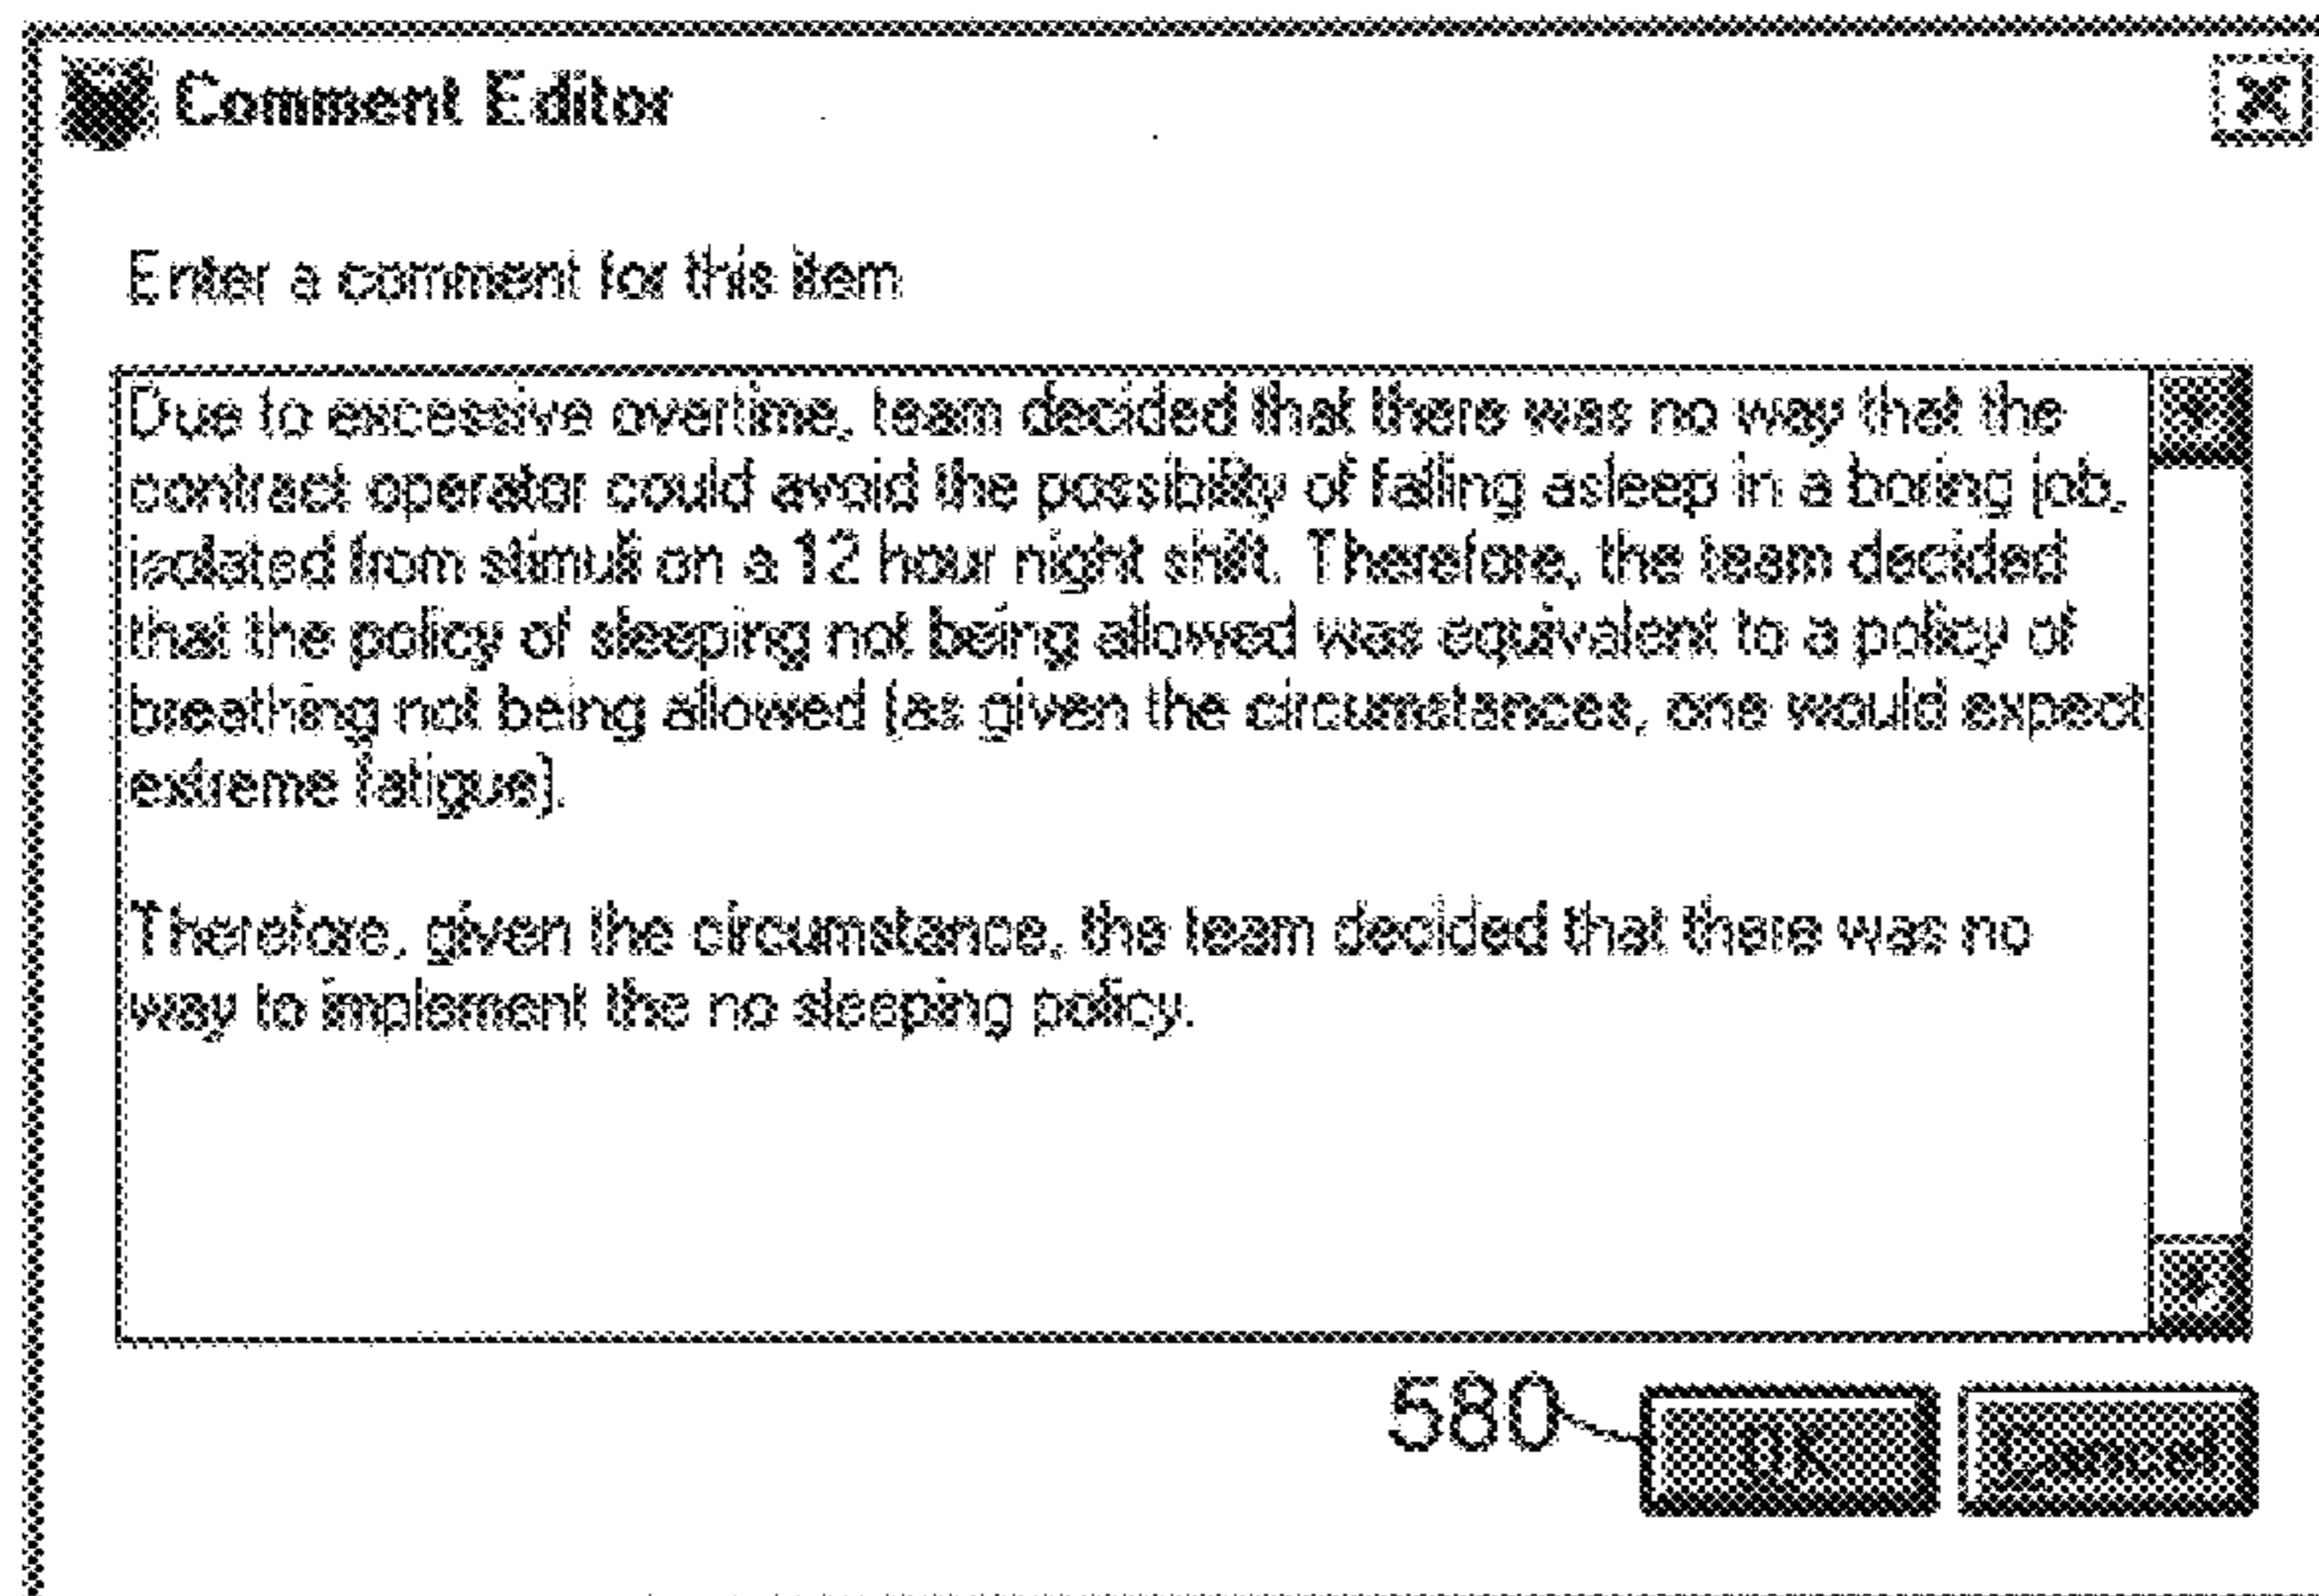 Comment Editor
Enter a comment for this item
Due to excessive overtime, team decided that there was no way that the
contract operator could avoid the possibility of falling asleep in a boring job,
isolated from stimuli on a 12 hour night shift. Therefore, the team decided
that the policy of sleeping not being allowed was equivalent to a policy of
breathing not being allowed (as given the circumstances, one would expect
extreme fatigue).
Therefore, given the circumstance, the team decided that there was no
way to implement the no sleeping policy.
580 OK Cancel